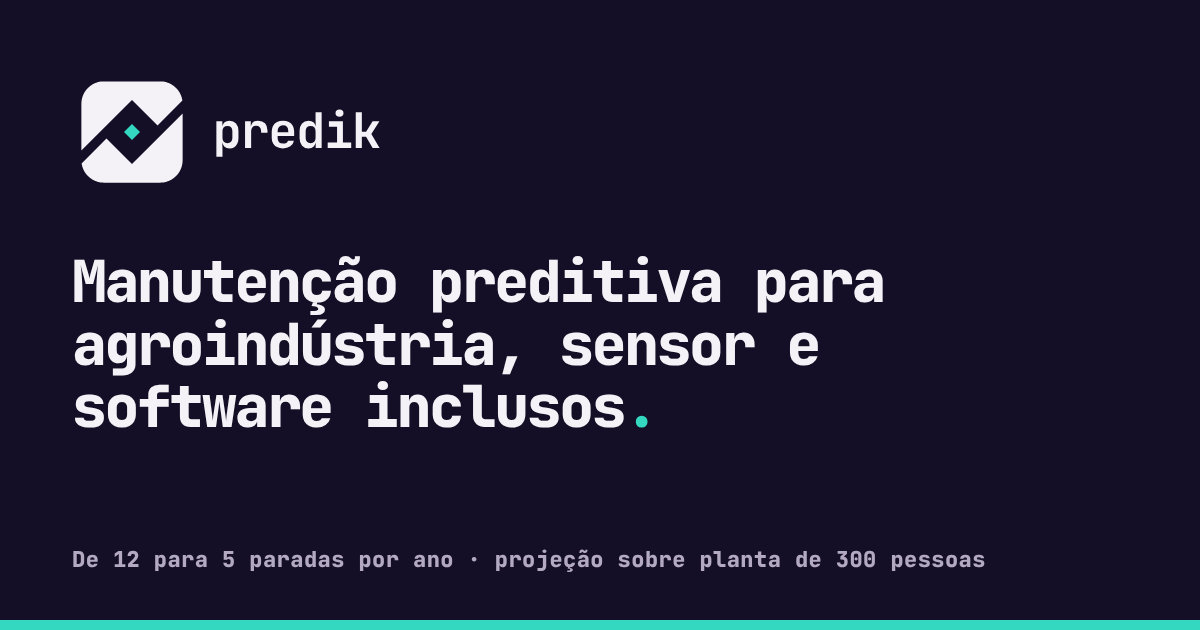 predik
Manutenção preditiva para
agroindústria, sensor e
software inclusos.
De 12 para 5 paradas por ano · projeção sobre planta de 300 pessoas